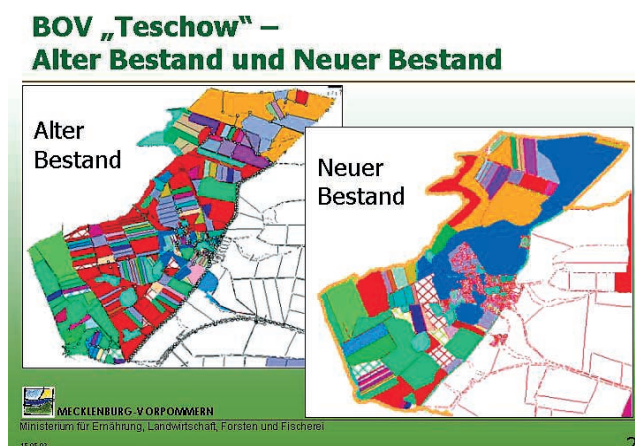 BOV „Teschow“ –
Alter Bestand und Neuer Bestand
Alter
Bestand
Neuer
Bestand
MECKLENBURG-VORPOMMERN
Ministerium für Ernährung, Landwirtschaft, Forsten und Fischerei